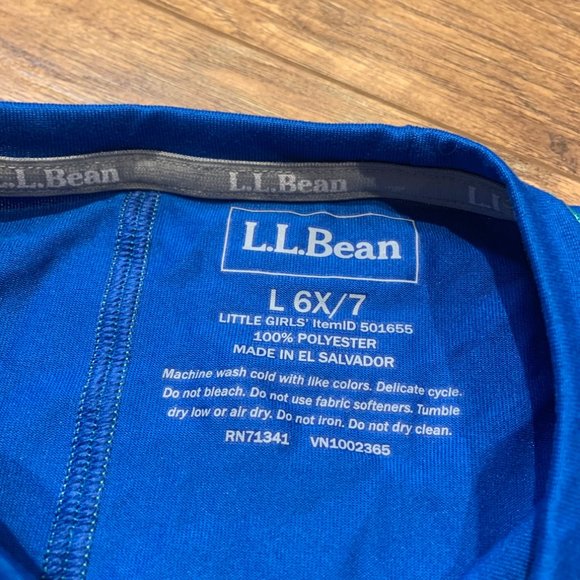 L.L.Bean L.L.Bean L.L
L.L.Bean
L 6X/7
LITTLE GIRLS' ItemID 501655
100% POLYESTER
MADE IN EL SALVADOR
Machine wash cold with like colors. Delicate cycle.
Do not bleach. Do not use fabric softeners. Tumble
dry low or air dry. Do not iron. Do not dry clean.
RN71341 VN1002365